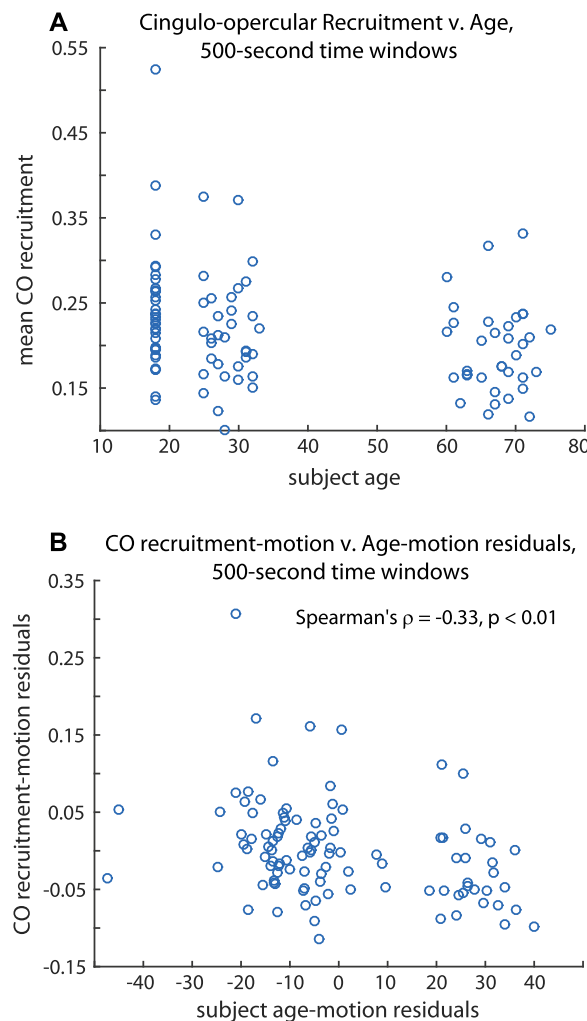 A
Cingulo-opercular Recruitment v. Age,
500-second time windows
0.55
0.45
0.35
0.25
0.15
mean CO recruitment
10 20 30 40 50 60 70 80
subject age
B
CO recruitment-motion v. Age-motion residuals,
500-second time windows
Spearman's ρ = -0.33, p < 0.01
0.35
0.25
0.15
0.05
-0.05
-0.15
CO recruitment-motion residuals
-40 -30 -20 -10 0 10 20 30 40
subject age-motion residuals